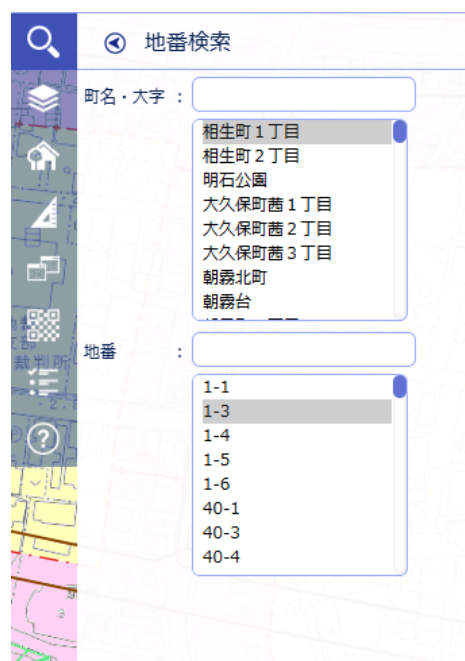 地番検索
町名・大字 :
相生町1丁目
相生町2丁目
明石公園
大久保町茜1丁目
大久保町茜2丁目
大久保町茜3丁目
朝霧北町
朝霧台
地番 :
1-1
1-3
1-4
1-5
1-6
40-1
40-3
40-4
裁判所